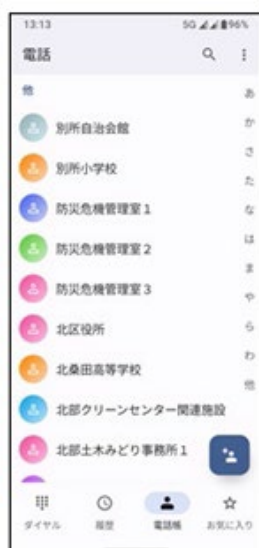 13:13 5G 96%
電話
他
別所自治会館
別所小学校
防災危機管理室1
防災危機管理室2
防災危機管理室3
北区役所
北桑田高等学校
北部クリーンセンター関連施設
北部土木みどり事務所1
あ
か
さ
た
な
は
ま
や
ら
わ
他
ダイヤル 履歴 電話帳 お気に入り